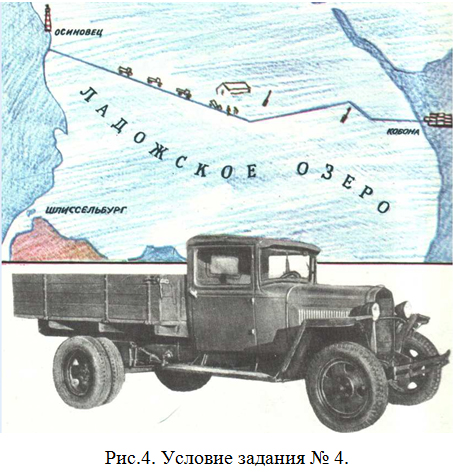 ОСИНОВЕЦ
ЛАДОЖСКОЕ ОЗЕРО
КОБОНА
ШЛИССЕЛЬБУРГ
Рис.4. Условие задания № 4.